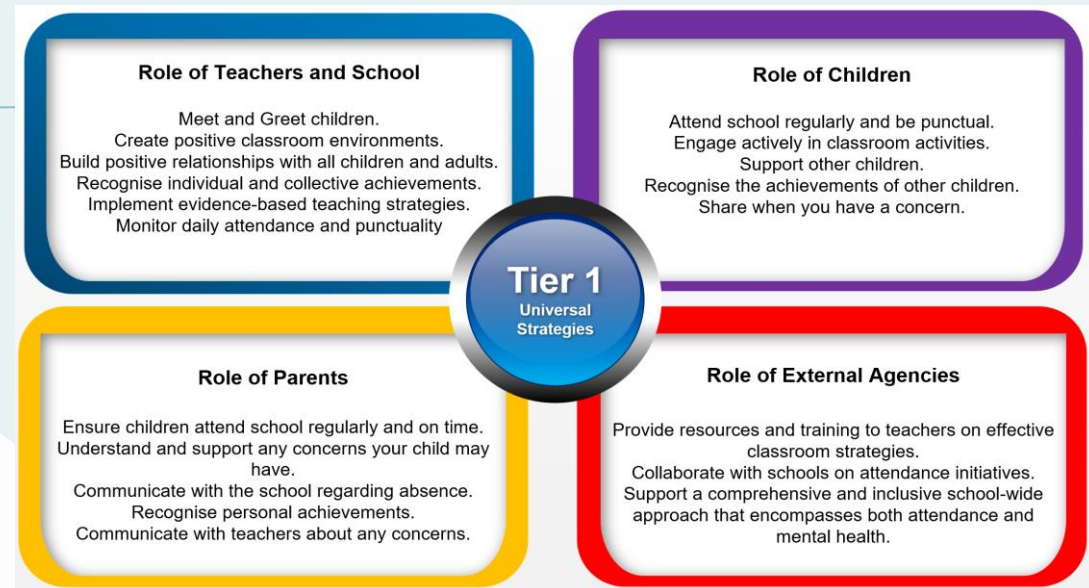 Role of Teachers and School
Meet and Greet children.
Create positive classroom environments.
Build positive relationships with all children and adults.
Recognise individual and collective achievements.
Implement evidence-based teaching strategies.
Monitor daily attendance and punctuality
Role of Children
Attend school regularly and be punctual.
Engage actively in classroom activities.
Support other children.
Recognise the achievements of other children.
Share when you have a concern.
Tier 1
Universal
Strategies
Role of Parents
Ensure children attend school regularly and on time.
Understand and support any concerns your child may
have.
Communicate with the school regarding absence.
Recognise personal achievements.
Communicate with teachers about any concerns.
Role of External Agencies
Provide resources and training to teachers on effective
classroom strategies.
Collaborate with schools on attendance initiatives.
Support a comprehensive and inclusive school-wide
approach that encompasses both attendance and
mental health.